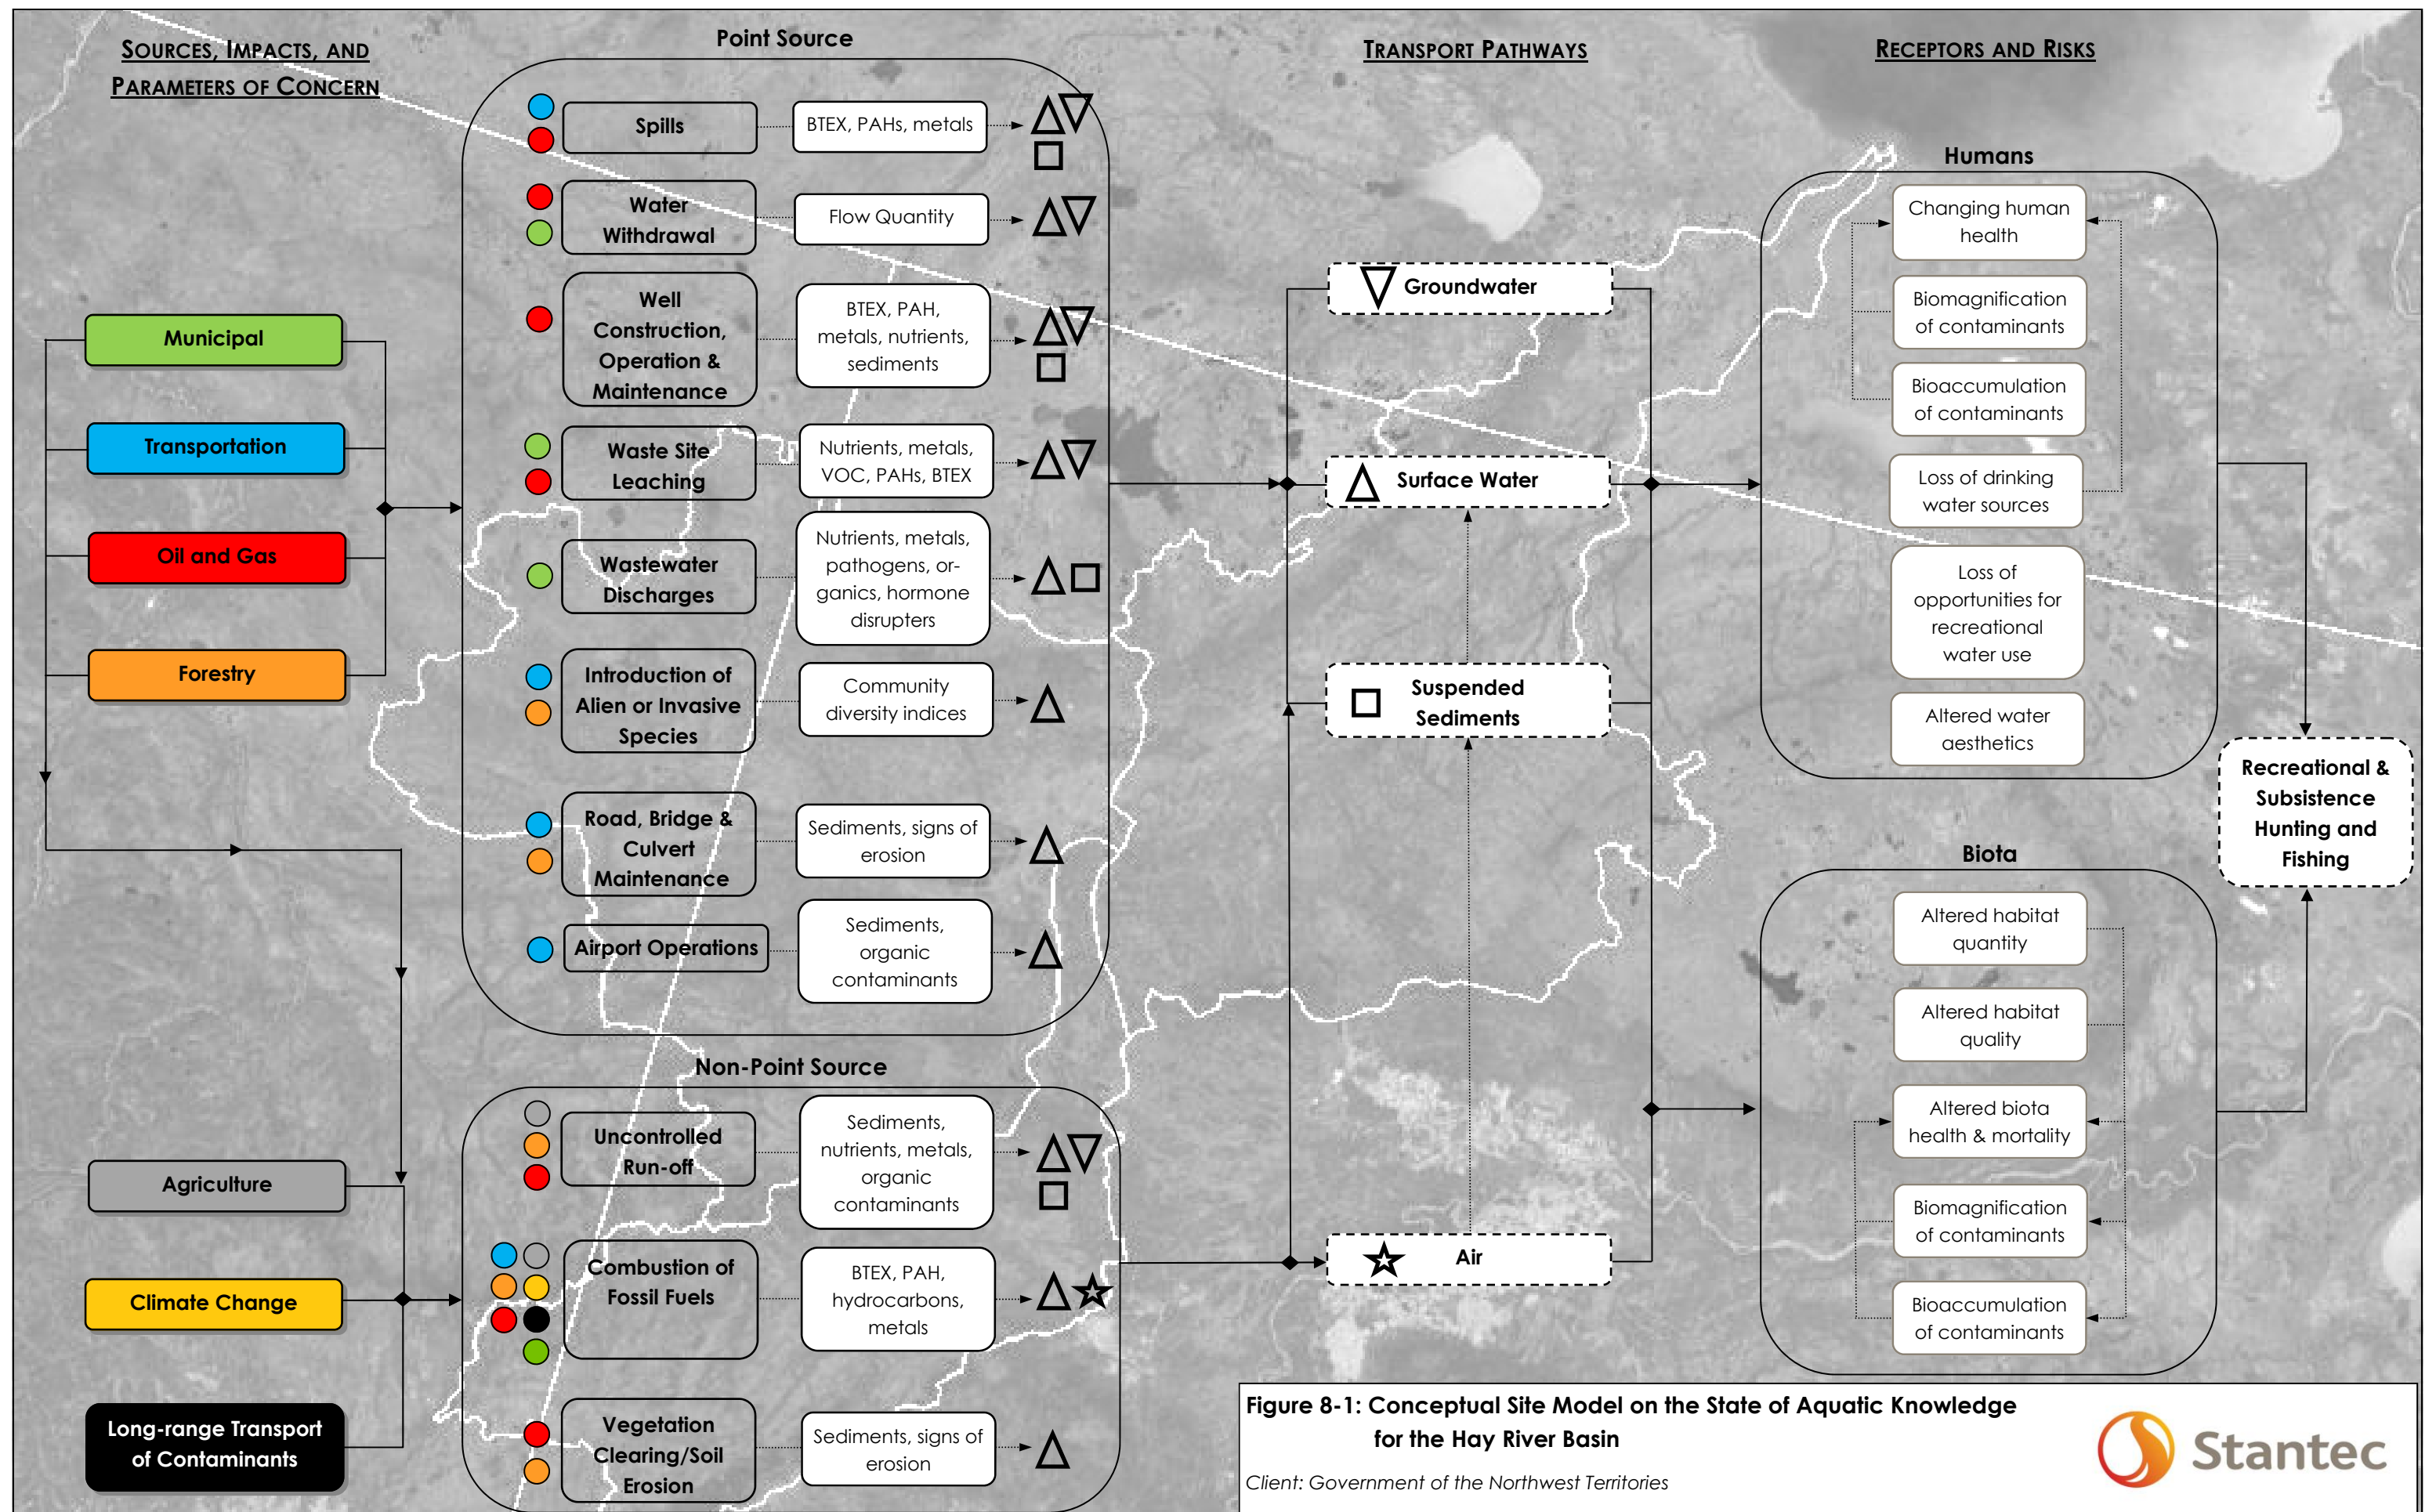 SOURCES, IMPACTS, AND
PARAMETERS OF CONCERN
Municipal
Transportation
Oil and Gas
Forestry
Agriculture
Climate Change
Long-range Transport
of Contaminants
Point Source
Spills
BTEX, PAHs, metals
Water
Withdrawal
Flow Quantity
Well
Construction,
Operation &
Maintenance
BTEX, PAH,
metals, nutrients,
sediments
Waste Site
Leaching
Nutrients, metals,
VOC, PAHs, BTEX
Wastewater
Discharges
Nutrients, metals,
pathogens, or-
ganics, hormone
disrupters
Introduction of
Alien or Invasive
Species
Community
diversity indices
Road, Bridge &
Culvert
Maintenance
Sediments, signs of
erosion
Airport Operations
Sediments,
organic
contaminants
Non-Point Source
Uncontrolled
Run-off
Sediments,
nutrients, metals,
organic
contaminants
Combustion of
Fossil Fuels
BTEX, PAH,
hydrocarbons,
metals
Vegetation
Clearing/Soil
Erosion
Sediments, signs of
erosion
TRANSPORT PATHWAYS
Groundwater
Surface Water
Suspended
Sediments
Air
RECEPTORS AND RISKS
Humans
Changing human
health
Biomagnification
of contaminants
Bioaccumulation
of contaminants
Loss of drinking
water sources
Loss of
opportunities for
recreational
water use
Altered water
aesthetics
Recreational &
Subsistence
Hunting and
Fishing
Biota
Altered habitat
quantity
Altered habitat
quality
Altered biota
health & mortality
Biomagnification
of contaminants
Bioaccumulation
of contaminants
Figure 8-1: Conceptual Site Model on the State of Aquatic Knowledge
for the Hay River Basin
Client: Government of the Northwest Territories
Stantec